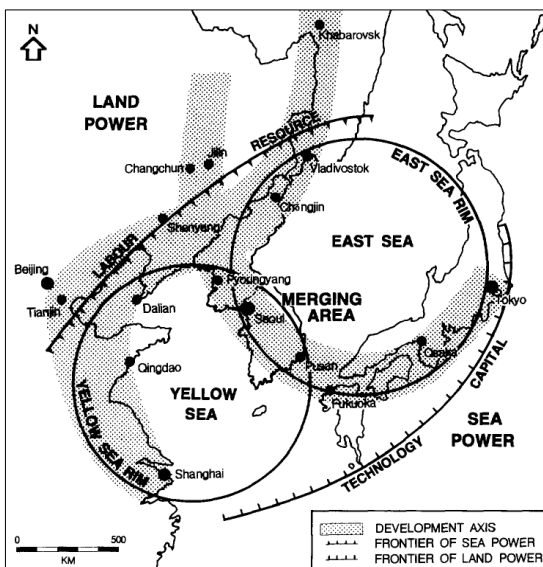 N
Khabarovsk
LAND
POWER
RESOURCE
Jilin
Changchun
Vladivostok
EAST SEA RIM
Chongjin
Shenyang
EAST SEA
LABOUR
Beijing
Pyoungyang
Tianjin
Dalian
MERGING
AREA
Tokyo
Seoul
Osaka
Qingdao
Pusan
CAPITAL
YELLOW
SEA
Fukuoka
SEA
POWER
YELLOW SEA RIM
Shanghai
TECHNOLOGY
0 500
KM
DEVELOPMENT AXIS
FRONTIER OF SEA POWER
FRONTIER OF LAND POWER